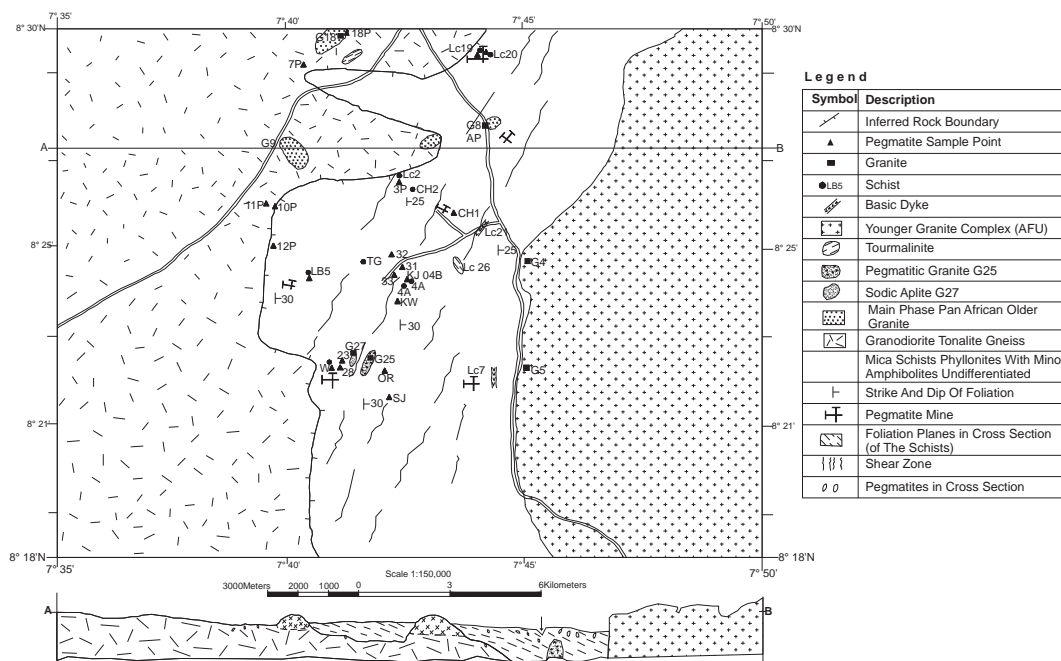 7° 35'
7° 40'
7° 45'
7° 50'
8° 30'N
8° 30'N
G18
18P
7P
Lc19
Lc20
G8
AP
G9
A
B
Lc2
3P
CH2
25
11P
10P
CH1
Lc2
8° 25'
8° 25'N
12P
32
25
TG
31
Lc 26
G4
LB5
33
KJ 04B
4A
4A
30
KW
30
G27
23
G25
W
28
OR
Lc7
G5
30
SJ
8° 21'
8° 21'N
8° 18'N
8° 18'N
7° 35'
7° 40'
7° 45'
7° 50'
Scale 1:150,000
3000Meters 2000 1000 0 3 6Kilometers
A
B
Legend
Symbol Description
Inferred Rock Boundary
Pegmatite Sample Point
Granite
LB5 Schist
Basic Dyke
Younger Granite Complex (AFU)
Tourmalinite
Pegmatitic Granite G25
Sodic Aplite G27
Main Phase Pan African Older
Granite
Granodiorite Tonalite Gneiss
Mica Schists Phyllonites With Mino
Amphibolites Undifferentiated
Strike And Dip Of Foliation
Pegmatite Mine
Foliation Planes in Cross Section
(of The Schists)
Shear Zone
Pegmatites in Cross Section